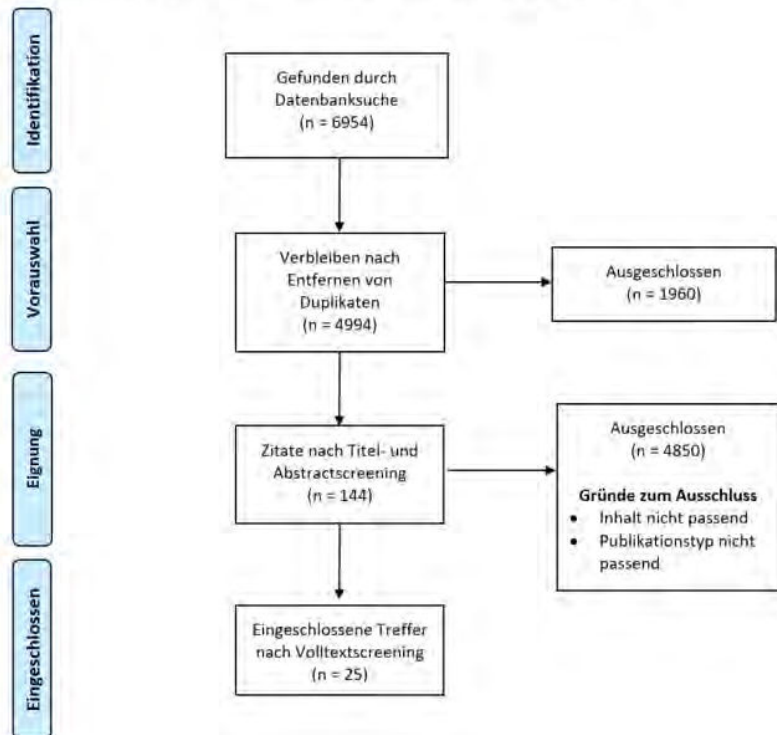 Identifikation
Gefunden durch
Datenbanksuche
(n = 6954)
Vorauswahl
Verbleiben nach
Entfernen von
Duplikaten
(n = 4994)
Ausgeschlossen
(n = 1960)
Eignung
Zitate nach Titel- und
Abstractscreening
(n = 144)
Ausgeschlossen
(n = 4850)
Gründe zum Ausschluss
• Inhalt nicht passend
• Publikationstyp nicht
passend
Eingeschlossen
Eingeschlossene Treffer
nach Volltextscreening
(n = 25)